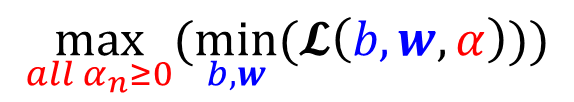 max (min(ℒ(b, w, α)))
all αₙ≥0 b,w